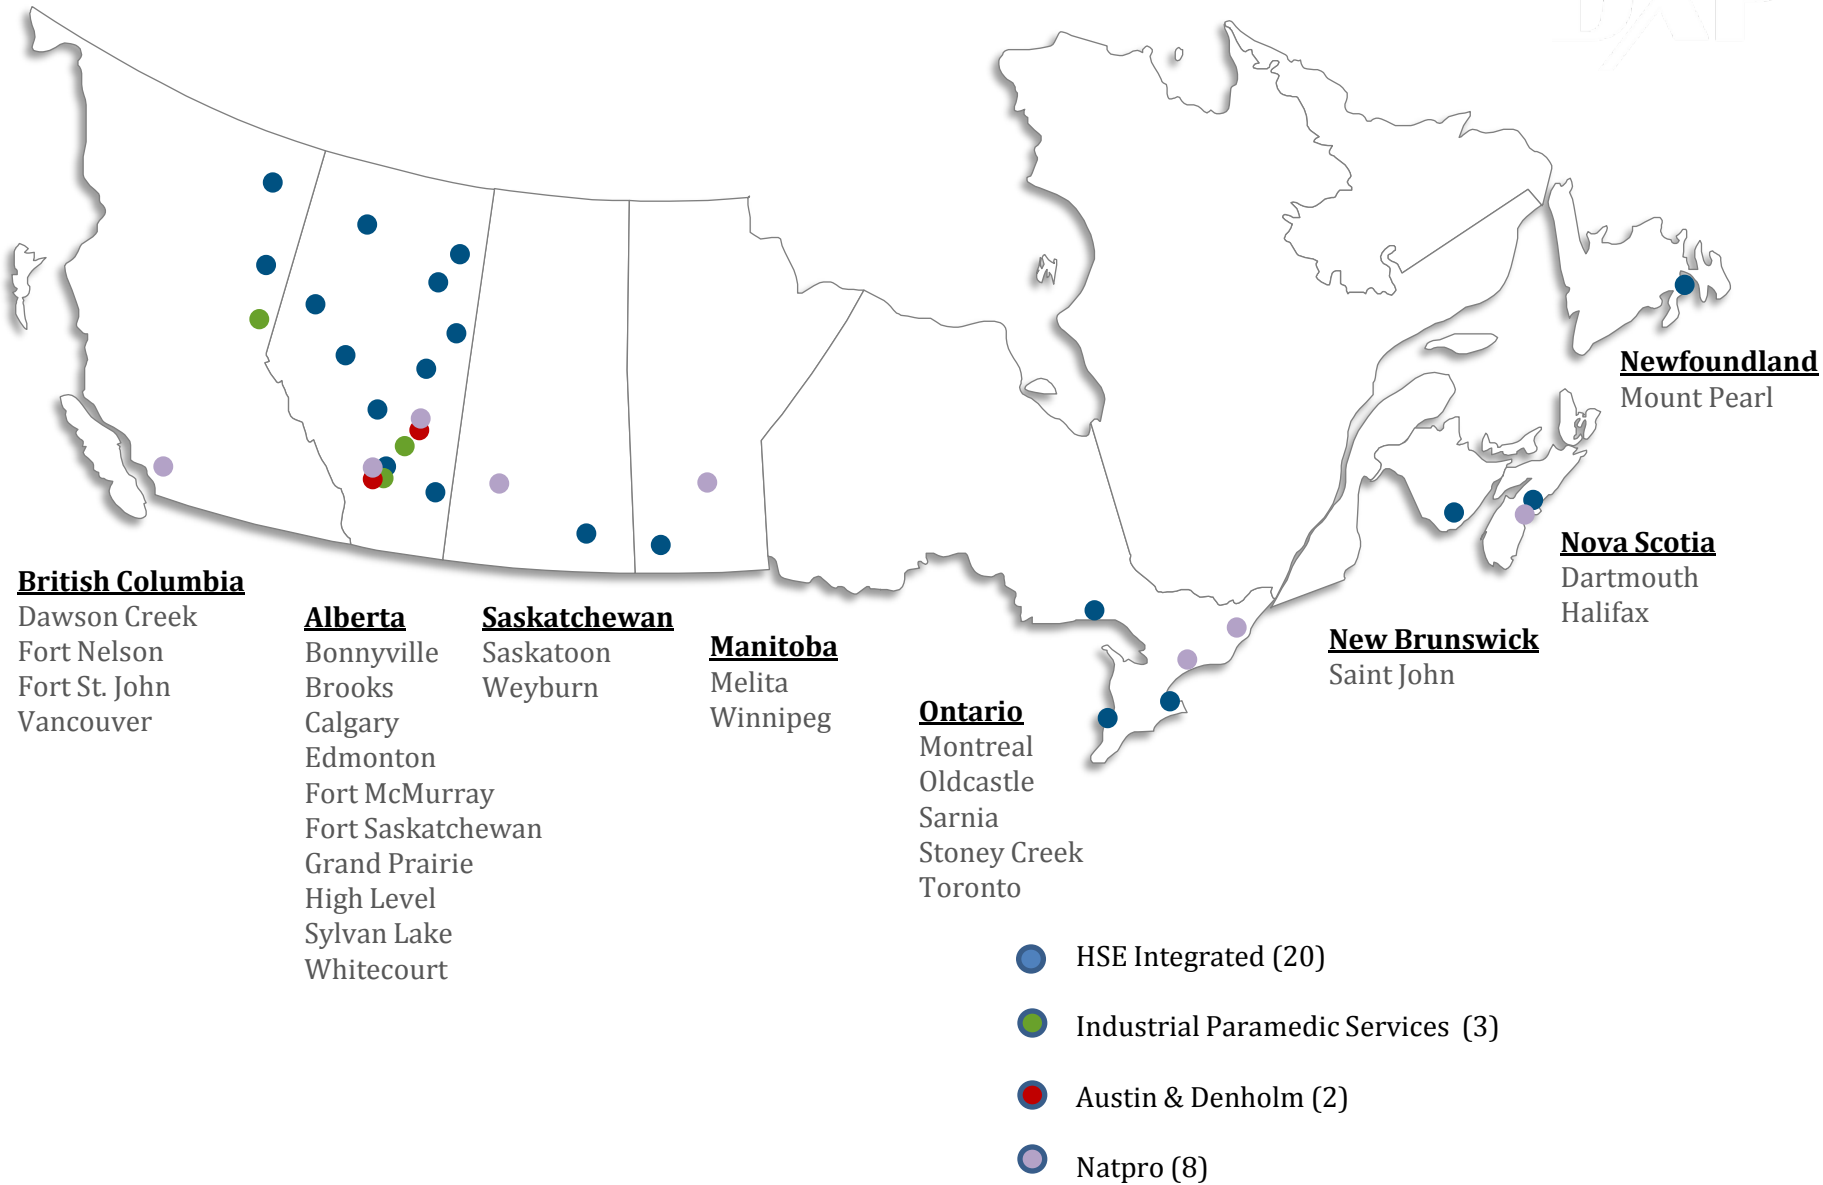 Newfoundland
Mount Pearl
Nova Scotia
Dartmouth
Halifax
British Columbia
Dawson Creek
Fort Nelson
Fort St. John
Vancouver
Alberta
Bonnyville
Brooks
Calgary
Edmonton
Fort McMurray
Fort Saskatchewan
Grand Prairie
High Level
Sylvan Lake
Whitecourt
Saskatchewan
Saskatoon
Weyburn
Manitoba
Melita
Winnipeg
New Brunswick
Saint John
Ontario
Montreal
Oldcastle
Sarnia
Stoney Creek
Toronto
HSE Integrated (20)
Industrial Paramedic Services (3)
Austin & Denholm (2)
Natpro (8)